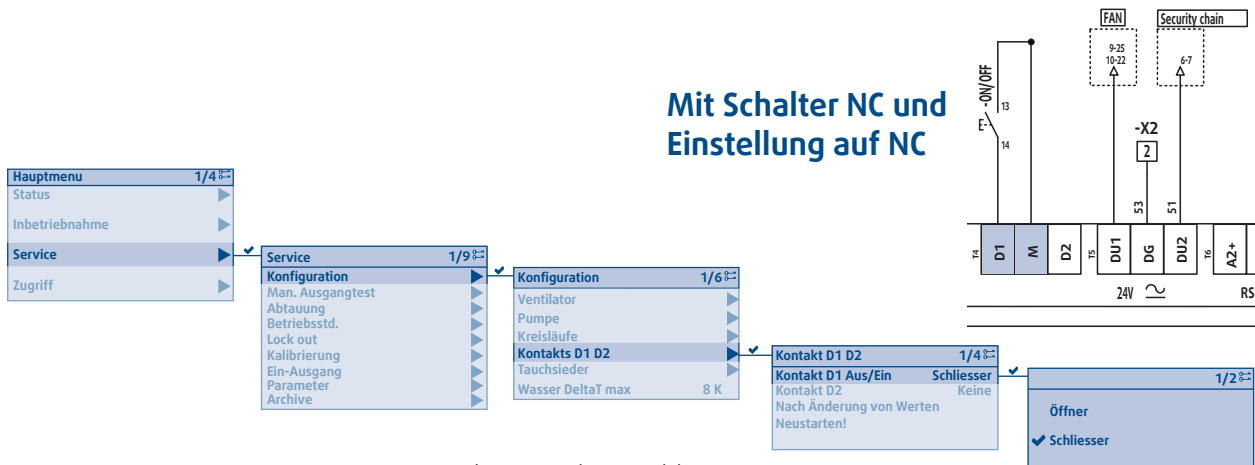 Mit Schalter NC und
Einstellung auf NC
FAN
Security chain
9-25
10-22
6-7
-ON/OFF
13
14
E-
-X2
2
53
51
T4
D1
M
D2
T5
DU1
DG
DU2
T6
A2+
24V
RS
Hauptmenu 1/4
Status
Inbetriebnahme
Service
Zugriff
Service 1/9
Konfiguration
Man. Ausgangtest
Abtauung
Betriebsstd.
Lock out
Kalibrierung
Ein-Ausgang
Parameter
Archive
Konfiguration 1/6
Ventilator
Pumpe
Kreisläufe
Kontakts D1 D2
Tauchsieder
Wasser DeltaT max 8 K
Kontakt D1 D2 1/4
Kontakt D1 Aus/Ein Schliesser
Kontakt D2 Keine
Nach Änderung von Werten
Neustarten!
1/2
Öffner
Schliesser